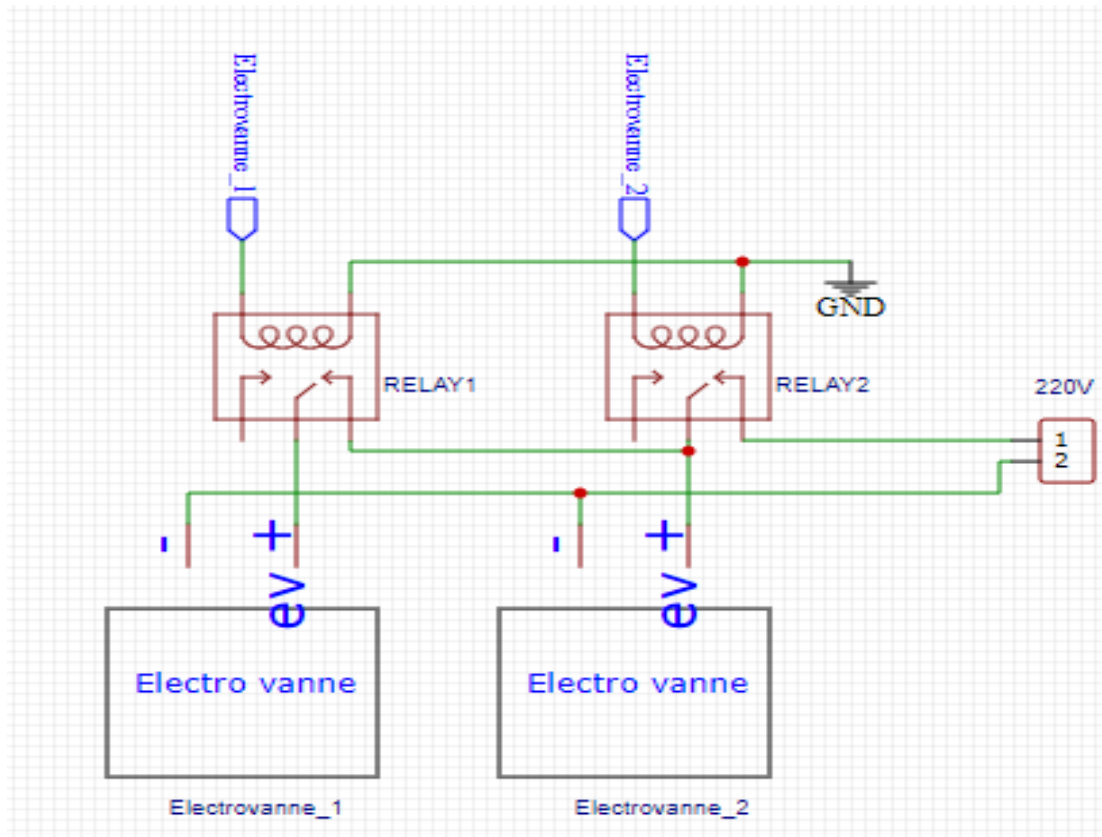 Electrovanne_1
Electrovanne_2
GND
RELAY1
RELAY2
220V
1
2
- +
ev
- +
ev
Electro vanne
Electro vanne
Electrovanne_1
Electrovanne_2